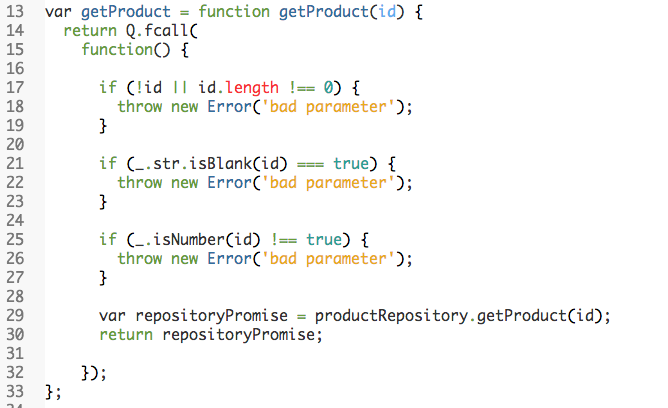 13 var getProduct = function getProduct(id) {
14 return Q.fcall(
15 function() {
16
17 if (!id || id.length !== 0) {
18 throw new Error('bad parameter');
19 }
20
21 if (_.str.isBlank(id) === true) {
22 throw new Error('bad parameter');
23 }
24
25 if (_.isNumber(id) !== true) {
26 throw new Error('bad parameter');
27 }
28
29 var repositoryPromise = productRepository.getProduct(id);
30 return repositoryPromise;
31
32 });
33 };